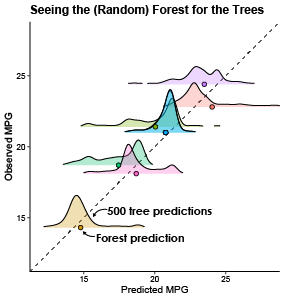 Seeing the (Random) Forest for the Trees
Observed MPG
25
20
15
500 tree predictions
Forest prediction
15
20
25
Predicted MPG